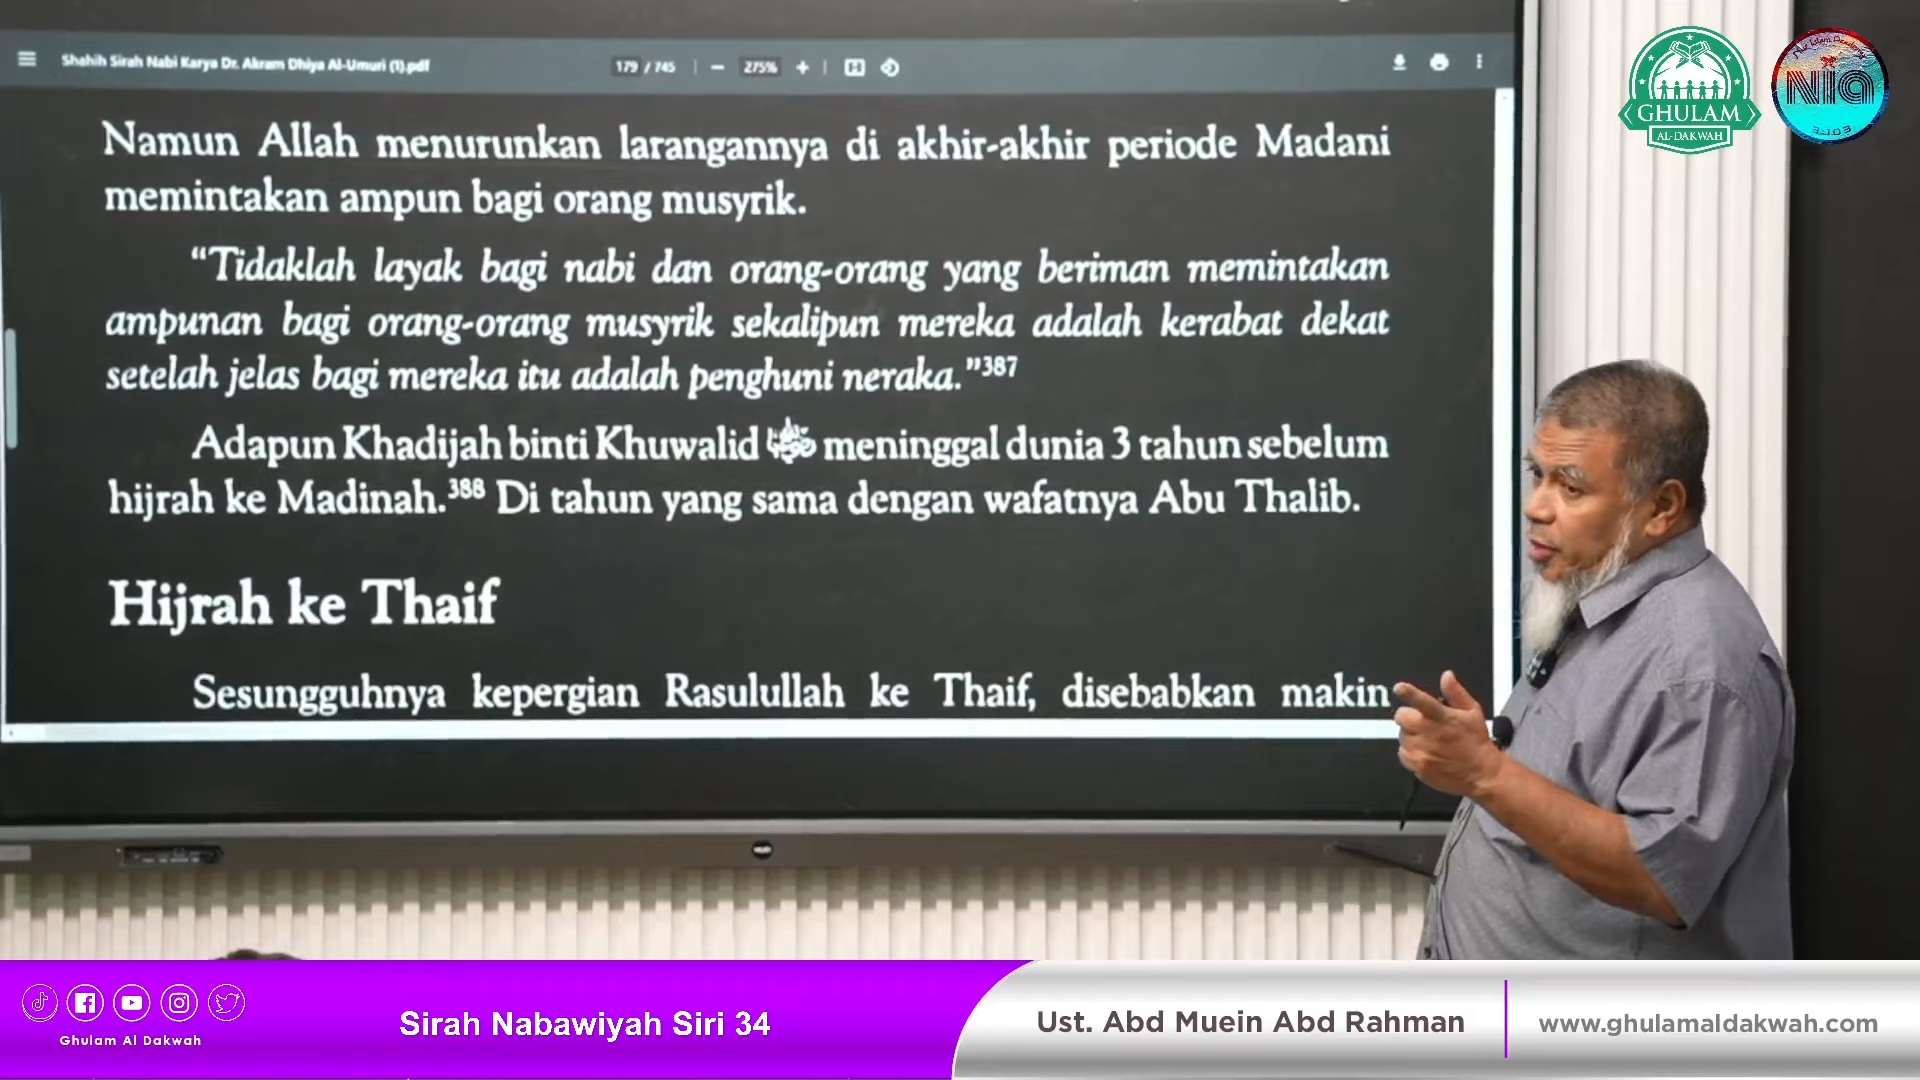 Shahih Sirah Nabi Karya Dr. Akram Dhiya Al-Umuri (1).pdf
179 / 745
275%
GHULAM
AL-DAKWAH
NIA
Namun Allah menurunkan larangannya di akhir-akhir periode Madani
memintakan ampun bagi orang musyrik.
“Tidaklah layak bagi nabi dan orang-orang yang beriman memintakan
ampunan bagi orang-orang musyrik sekalipun mereka adalah kerabat dekat
setelah jelas bagi mereka itu adalah penghuni neraka.”387
Adapun Khadijah binti Khuwalid meninggal dunia 3 tahun sebelum
hijrah ke Madinah.388 Di tahun yang sama dengan wafatnya Abu Thalib.
Hijrah ke Thaif
Sesungguhnya kepergian Rasulullah ke Thaif, disebabkan makin
Ghulam Al Dakwah
Sirah Nabawiyah Siri 34
Ust. Abd Muein Abd Rahman
www.ghulamaldakwah.com